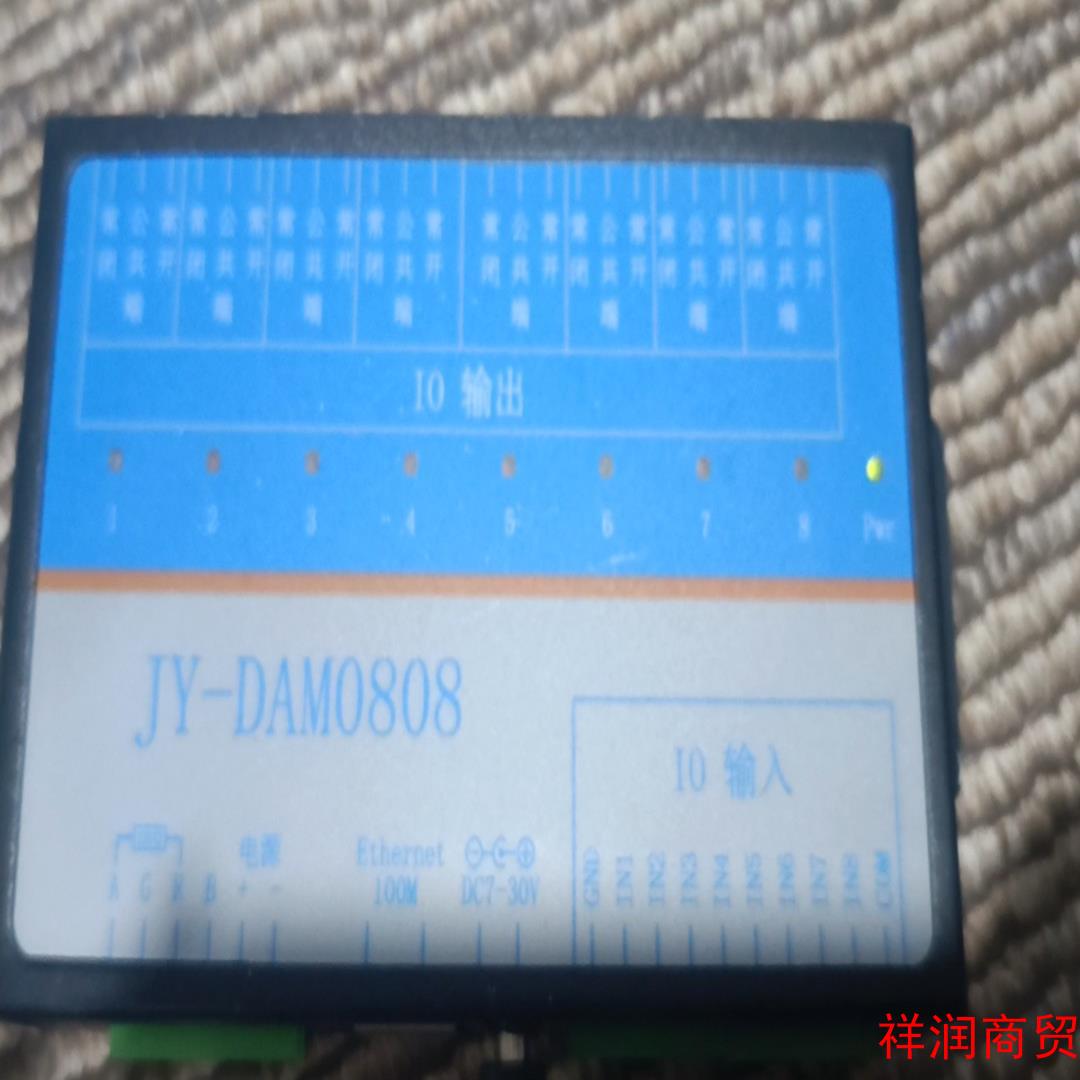 常闭 公共端 常开 常闭 公共端 常开 常闭 公共端 常开 常闭 公共端 常开 常闭 公共端 常开 常闭 公共端 常开 常闭 公共端 常开 常闭 公共端 常开
IO 输出
1 2 3 4 5 6 7 8 Pwr
JY-DAM0808
IO 输入
电源 Ethernet
G R B + - 100M DC7-30V
GND IN1 IN2 IN3 IN4 IN5 IN6 IN7 IN8 COM
祥润商贸